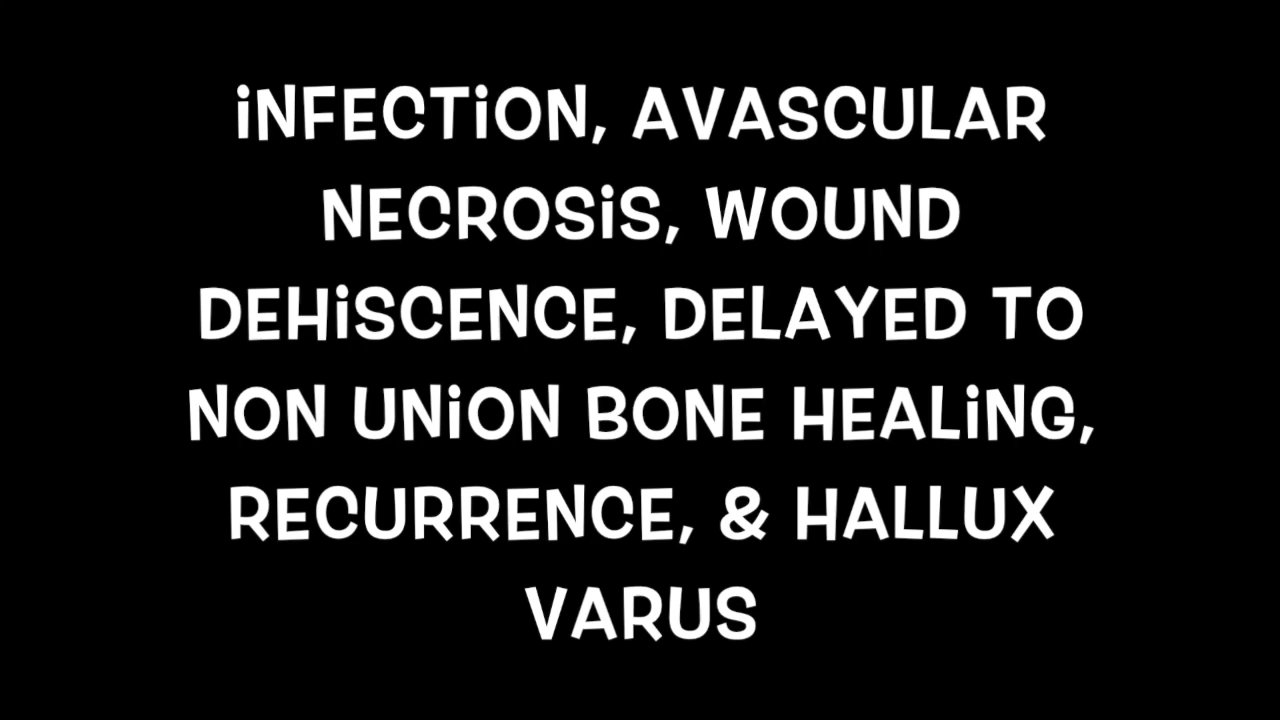 INFECTION, AVASCULAR
NECROSIS, WOUND
DEHISCENCE, DELAYED TO
NON UNION BONE HEALING,
RECURRENCE, & HALLUX
VARUS